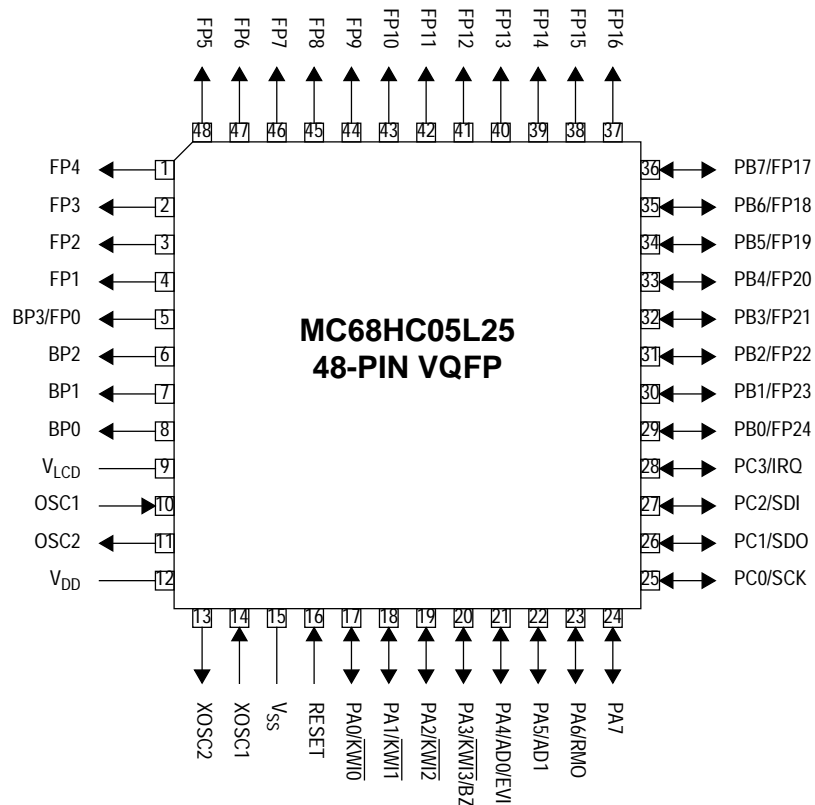 FP5
FP6
FP7
FP8
FP9
FP10
FP11
FP12
FP13
FP14
FP15
FP16
48
47
46
45
44
43
42
41
40
39
38
37
FP4 1
FP3 2
FP2 3
FP1 4
BP3/FP0 5
BP2 6
BP1 7
BP0 8
VLCD 9
OSC1 10
OSC2 11
VDD 12
MC68HC05L25
48-PIN VQFP
36 PB7/FP17
35 PB6/FP18
34 PB5/FP19
33 PB4/FP20
32 PB3/FP21
31 PB2/FP22
30 PB1/FP23
29 PB0/FP24
28 PC3/IRQ
27 PC2/SDI
26 PC1/SDO
25 PC0/SCK
13
14
15
16
17
18
19
20
21
22
23
24
XOSC2
XOSC1
VSS
RESET
PA0/KWI0
PA1/KWI1
PA2/KWI2
PA3/KWI3/BZ
PA4/AD0/EVI
PA5/AD1
PA6/RMO
PA7